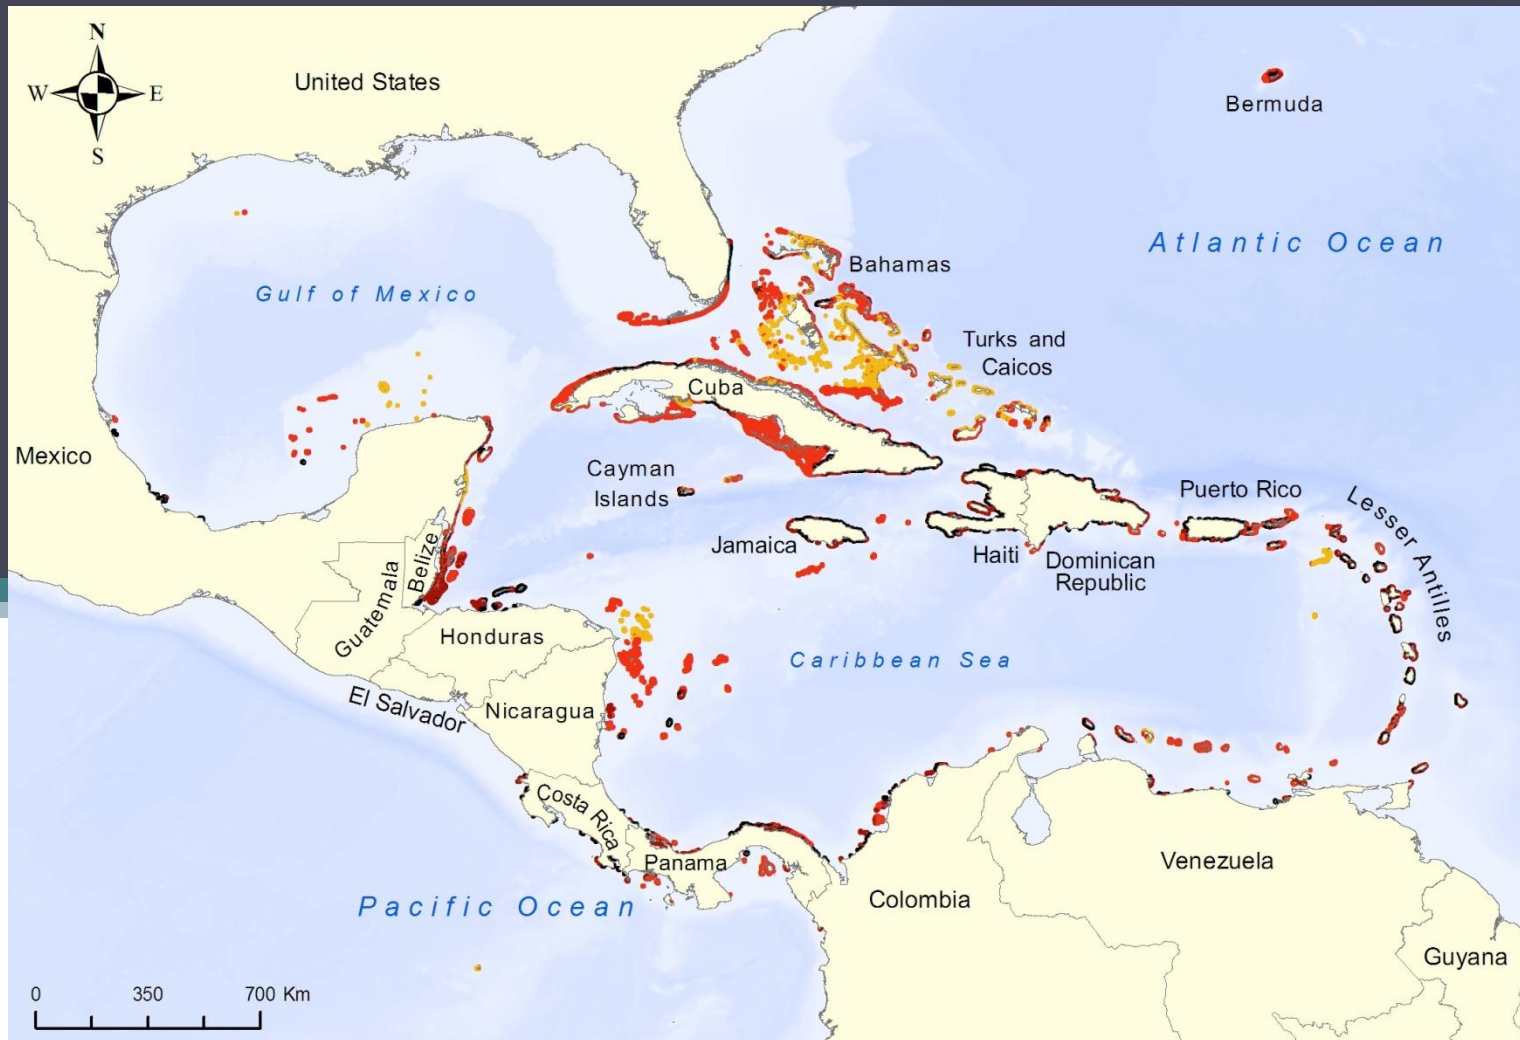 N
W E
S
United States
Bermuda
Atlantic Ocean
Bahamas
Gulf of Mexico
Turks and
Caicos
Cuba
Mexico
Cayman
Islands
Puerto Rico
Lesser Antilles
Jamaica
Haiti
Dominican
Republic
Belize
Guatemala
Honduras
Caribbean Sea
El Salvador
Nicaragua
Costa Rica
Panama
Venezuela
Colombia
Pacific Ocean
Guyana
0 350 700 Km